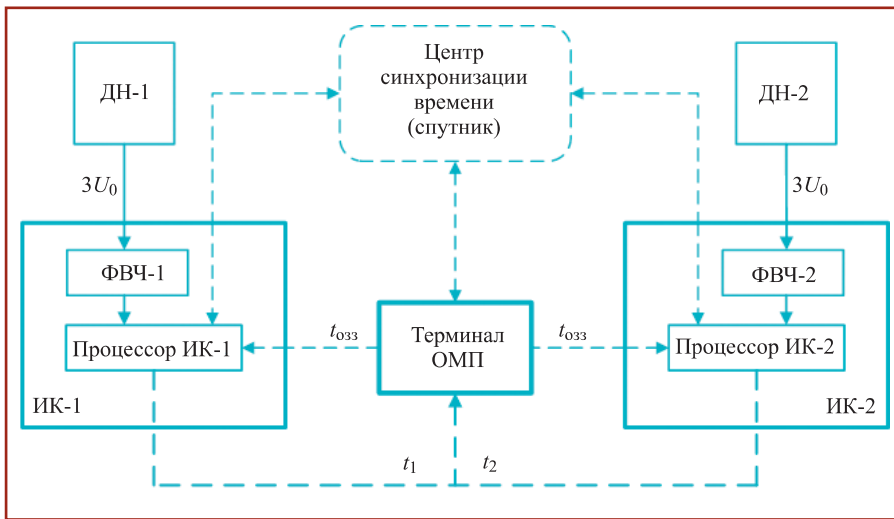 ДН-1
Центр
синхронизации
времени
(спутник)
ДН-2
3U₀
3U₀
ФВЧ-1
ФВЧ-2
tозз
Терминал
ОМП
tозз
Процессор ИК-1
Процессор ИК-2
ИК-1
ИК-2
t₁
t₂